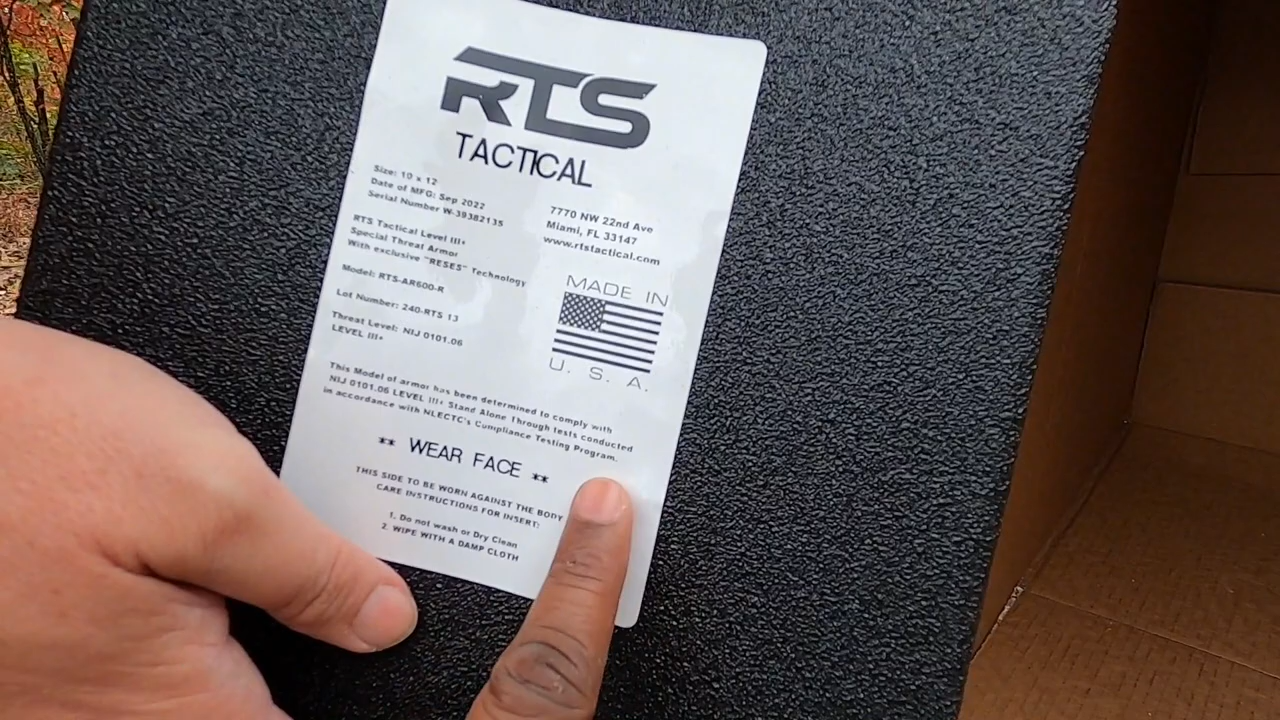 RTS
TACTICAL
Size: 10 x 12
Date of MFG: Sep 2022
Serial Number W-39382135
7770 NW 22nd Ave
Miami, FL 33147
www.rtstactical.com
RTS Tactical Level III+
Special Threat Armor
With exclusive "RESES" Technology
Model: RTS-AR600-R
Lot Number: 240-RTS 13
Threat Level: NIJ 0101.06
LEVEL III+
MADE IN
U. S. A.
This Model of armor has been determined to comply with
NIJ 0101.06 LEVEL III+ Stand Alone Through tests conducted
in accordance with NLECTC's Compliance Testing Program.
** WEAR FACE **
THIS SIDE TO BE WORN AGAINST THE BODY
CARE INSTRUCTIONS FOR INSERT:
1. Do not wash or Dry Clean
2. WIPE WITH A DAMP CLOTH